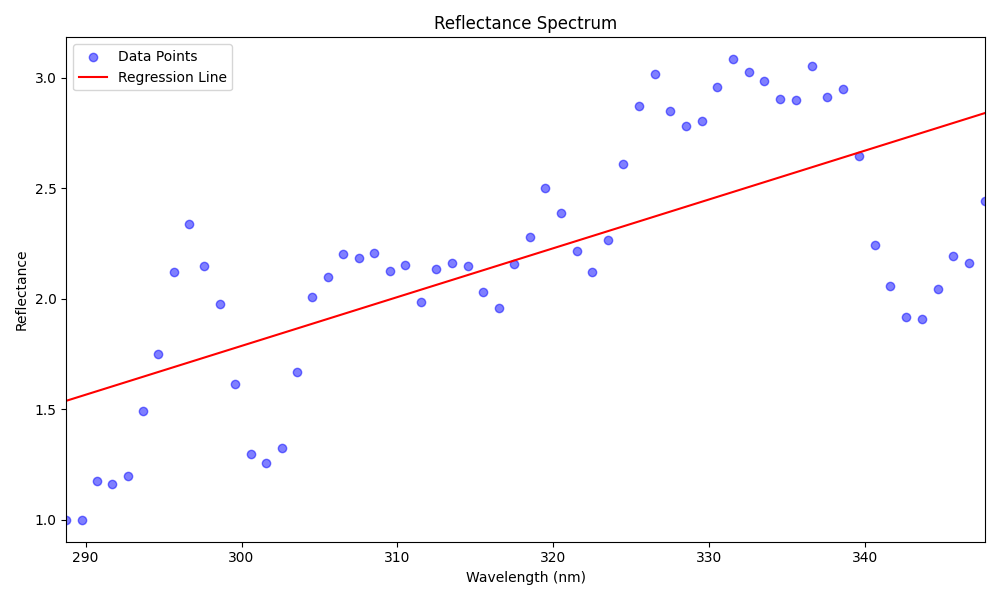 Reflectance Spectrum
Data Points
Regression Line
3.0
2.5
2.0
1.5
1.0
Reflectance
290 300 310 320 330 340
Wavelength (nm)